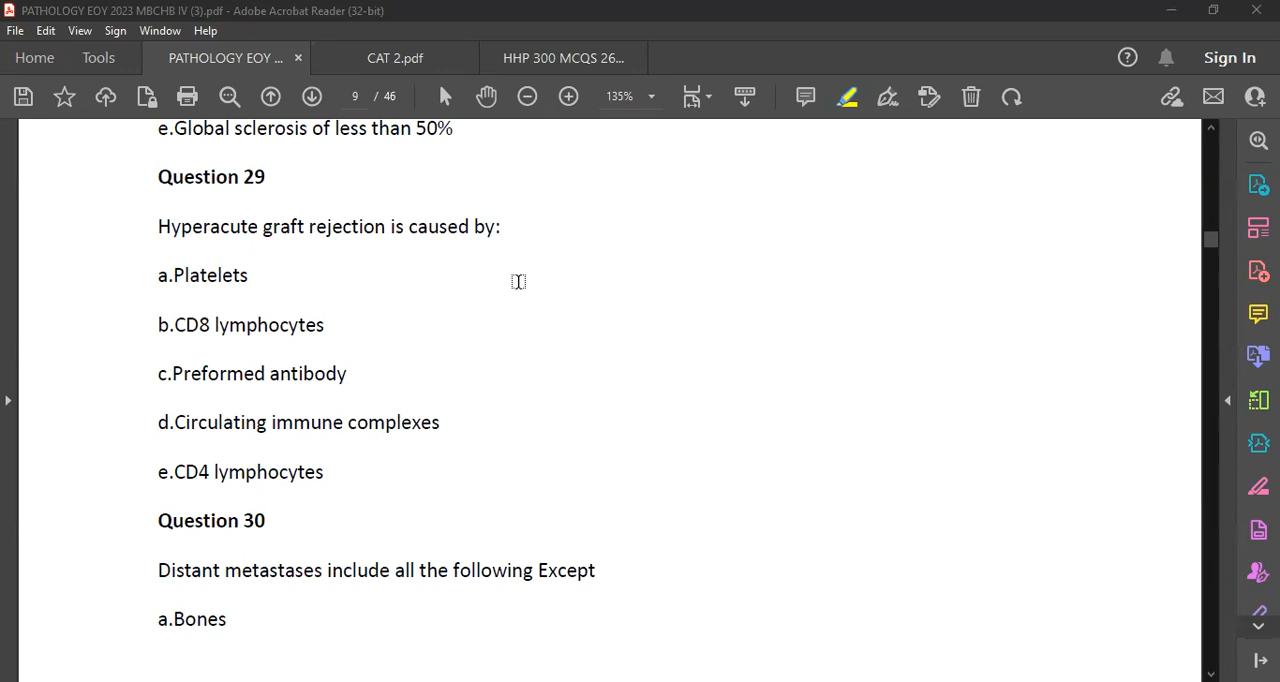 PATHOLOGY EOY 2023 MBCHB IV (3).pdf - Adobe Acrobat Reader (32-bit)
File Edit View Sign Window Help
Home Tools PATHOLOGY EOY ... × CAT 2.pdf HHP 300 MCQS 26... Sign In
9 / 46 135%
e.Global sclerosis of less than 50%
Question 29
Hyperacute graft rejection is caused by:
a.Platelets
b.CD8 lymphocytes
c.Preformed antibody
d.Circulating immune complexes
e.CD4 lymphocytes
Question 30
Distant metastases include all the following Except
a.Bones